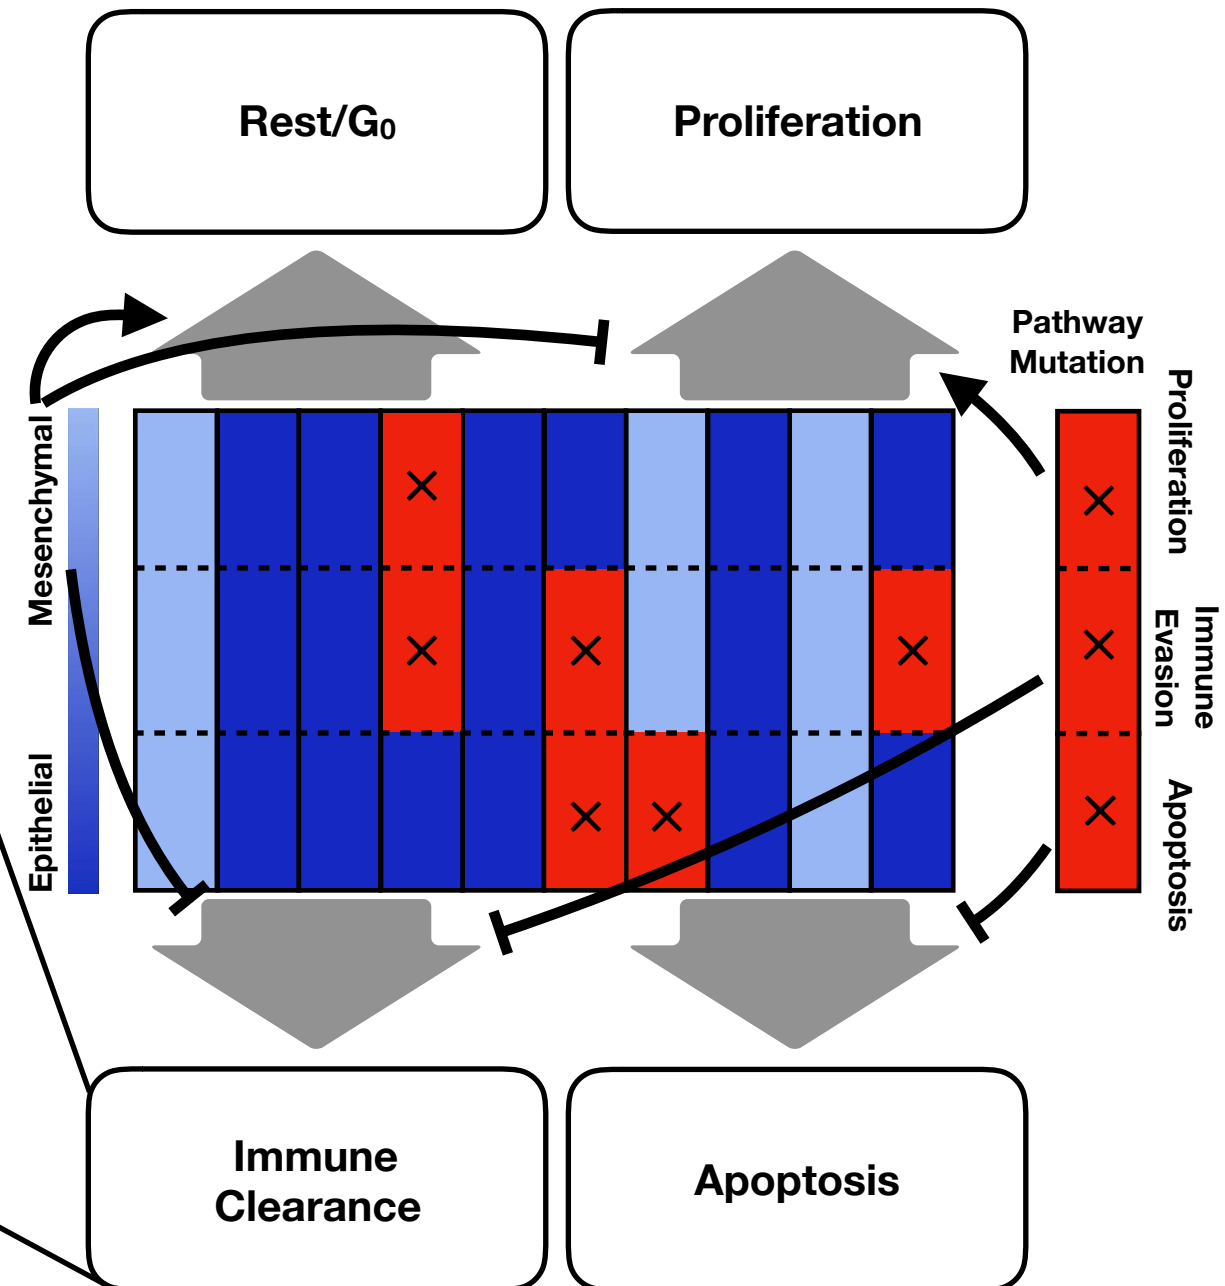 Rest/G₀
Proliferation
Pathway
Mutation
Mesenchymal
Epithelial
Proliferation
Immune
Evasion
Apoptosis
Immune
Clearance
Apoptosis